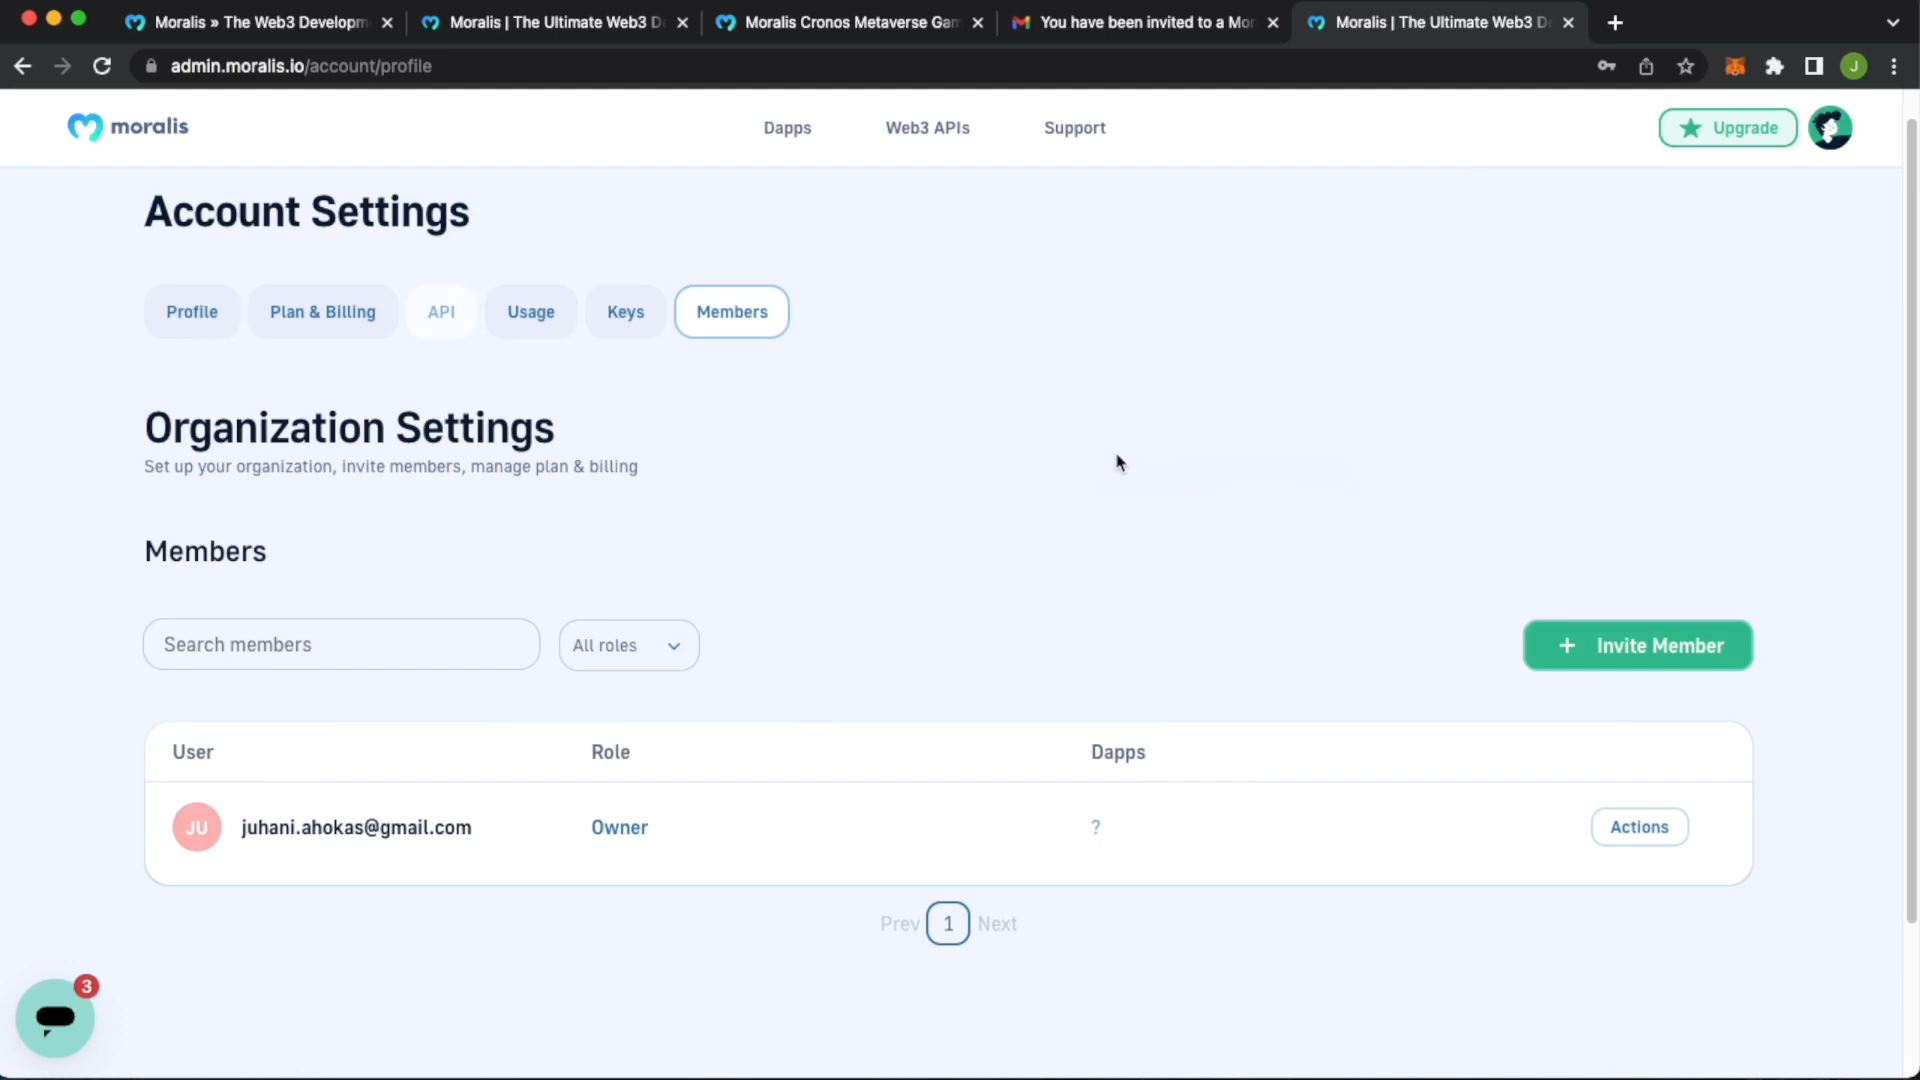 Moralis » The Web3 Developm
Moralis | The Ultimate Web3 D
Moralis Cronos Metaverse Gam
You have been invited to a Mor
Moralis | The Ultimate Web3 D
admin.moralis.io/account/profile
J
moralis
Dapps
Web3 APIs
Support
Upgrade
Account Settings
Profile
Plan & Billing
API
Usage
Keys
Members
Organization Settings
Set up your organization, invite members, manage plan & billing
Members
Search members
All roles
+ Invite Member
User
Role
Dapps
JU
juhani.ahokas@gmail.com
Owner
?
Actions
Prev
1
Next
3